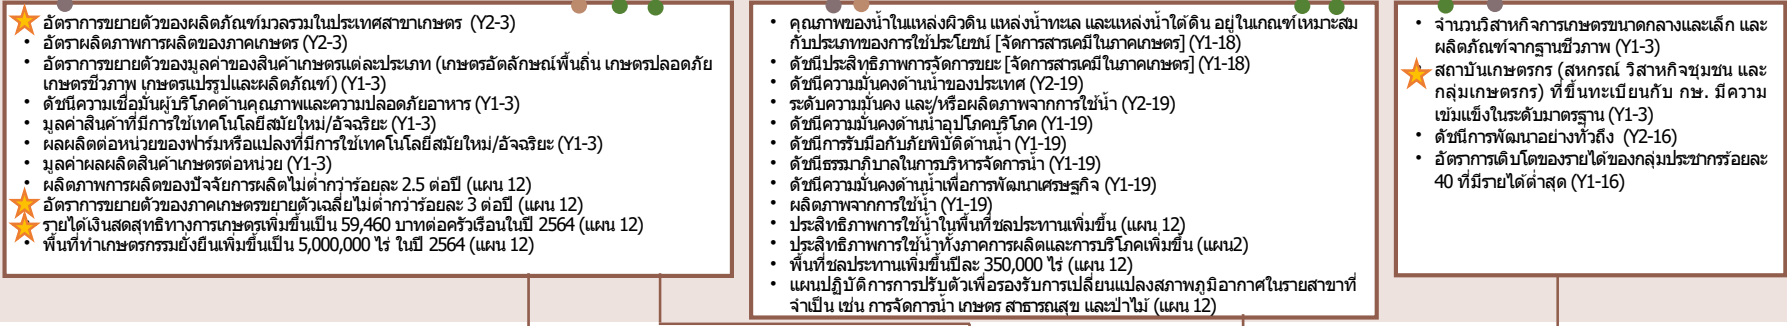 • อัตราการขยายตัวของผลิตภัณฑ์มวลรวมในประเทศสาขาเกษตร (Y2-3)
• อัตราผลิตภาพการผลิตของภาคเกษตร (Y2-3)
• อัตราการขยายตัวของมูลค่าของสินค้าเกษตรแต่ละประเภท (เกษตรอัตลักษณ์พื้นถิ่น เกษตรปลอดภัย
เกษตรชีวภาพ เกษตรแปรรูปและผลิตภัณฑ์) (Y1-3)
• ดัชนีความเชื่อมั่นผู้บริโภคด้านคุณภาพและความปลอดภัยอาหาร (Y1-3)
• มูลค่าสินค้าที่มีการใช้เทคโนโลยีสมัยใหม่/อัจฉริยะ (Y1-3)
• ผลผลิตต่อหน่วยของฟาร์มหรือแปลงที่มีการใช้เทคโนโลยีสมัยใหม่/อัจฉริยะ (Y1-3)
• มูลค่าผลผลิตสินค้าเกษตรต่อหน่วย (Y1-3)
• ผลิตภาพการผลิตของปัจจัยการผลิตไม่ต่ำกว่าร้อยละ 2.5 ต่อปี (แผน 12)
• อัตราการขยายตัวของภาคเกษตรขยายตัวเฉลี่ยไม่ต่ำกว่าร้อยละ 3 ต่อปี (แผน 12)
• รายได้เงินสดสุทธิทางการเกษตรเพิ่มขึ้นเป็น 59,460 บาทต่อครัวเรือนในปี 2564 (แผน 12)
• พื้นที่ทำเกษตรกรรมยั่งยืนเพิ่มขึ้นเป็น 5,000,000 ไร่ ในปี 2564 (แผน 12)
• คุณภาพของน้ำในแหล่งผิวดิน แหล่งน้ำทะเล และแหล่งน้ำใต้ดิน อยู่ในเกณฑ์เหมาะสม
กับประเภทของการใช้ประโยชน์ [จัดการสารเคมีในภาคเกษตร] (Y1-18)
• ดัชนีประสิทธิภาพการจัดการขยะ [จัดการสารเคมีในภาคเกษตร] (Y1-18)
• ดัชนีความมั่นคงด้านน้ำของประเทศ (Y2-19)
• ระดับความมั่นคง และ/หรือผลิตภาพจากการใช้น้ำ (Y2-19)
• ดัชนีความมั่นคงด้านน้ำอุปโภคบริโภค (Y1-19)
• ดัชนีการรับมือกับภัยพิบัติด้านน้ำ (Y1-19)
• ดัชนีธรรมาภิบาลในการบริหารจัดการน้ำ (Y1-19)
• ดัชนีความมั่นคงด้านน้ำเพื่อการพัฒนาเศรษฐกิจ (Y1-19)
• ผลิตภาพจากการใช้น้ำ (Y1-19)
• ประสิทธิภาพการใช้น้ำในพื้นที่ชลประทานเพิ่มขึ้น (แผน 12)
• ประสิทธิภาพการใช้น้ำทั้งภาคการผลิตและการบริโภคเพิ่มขึ้น (แผน2)
• พื้นที่ชลประทานเพิ่มขึ้นปีละ 350,000 ไร่ (แผน 12)
• แผนปฏิบัติการการปรับตัวเพื่อรองรับการเปลี่ยนแปลงสภาพภูมิอากาศในรายสาขาที่
จำเป็น เช่น การจัดการน้ำ เกษตร สาธารณสุข และป่าไม้ (แผน 12)
• จำนวนวิสาหกิจการเกษตรขนาดกลางและเล็ก และ
ผลิตภัณฑ์จากฐานชีวภาพ (Y1-3)
• สถาบันเกษตรกร (สหกรณ์ วิสาหกิจชุมชน และ
กลุ่มเกษตรกร) ที่ขึ้นทะเบียนกับ กษ. มีความ
เข้มแข็งในระดับมาตรฐาน (Y1-3)
• ดัชนีการพัฒนาอย่างทั่วถึง (Y2-16)
• อัตราการเติบโตของรายได้ของกลุ่มประชากรร้อยละ
40 ที่มีรายได้ต่ำสุด (Y1-16)